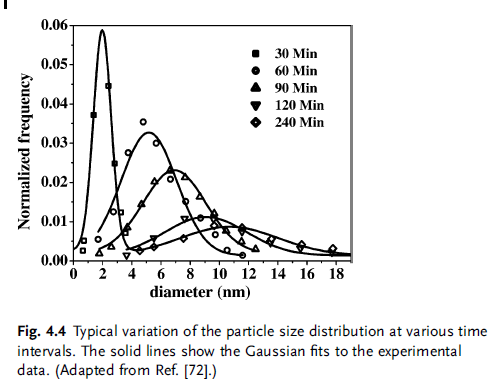 0.06
0.05
0.04
0.03
0.02
0.01
0.00
Normalized frequency
30 Min
60 Min
90 Min
120 Min
240 Min
0 2 4 6 8 10 12 14 16 18
diameter (nm)
Fig. 4.4 Typical variation of the particle size distribution at various time
intervals. The solid lines show the Gaussian fits to the experimental
data. (Adapted from Ref. [72].)